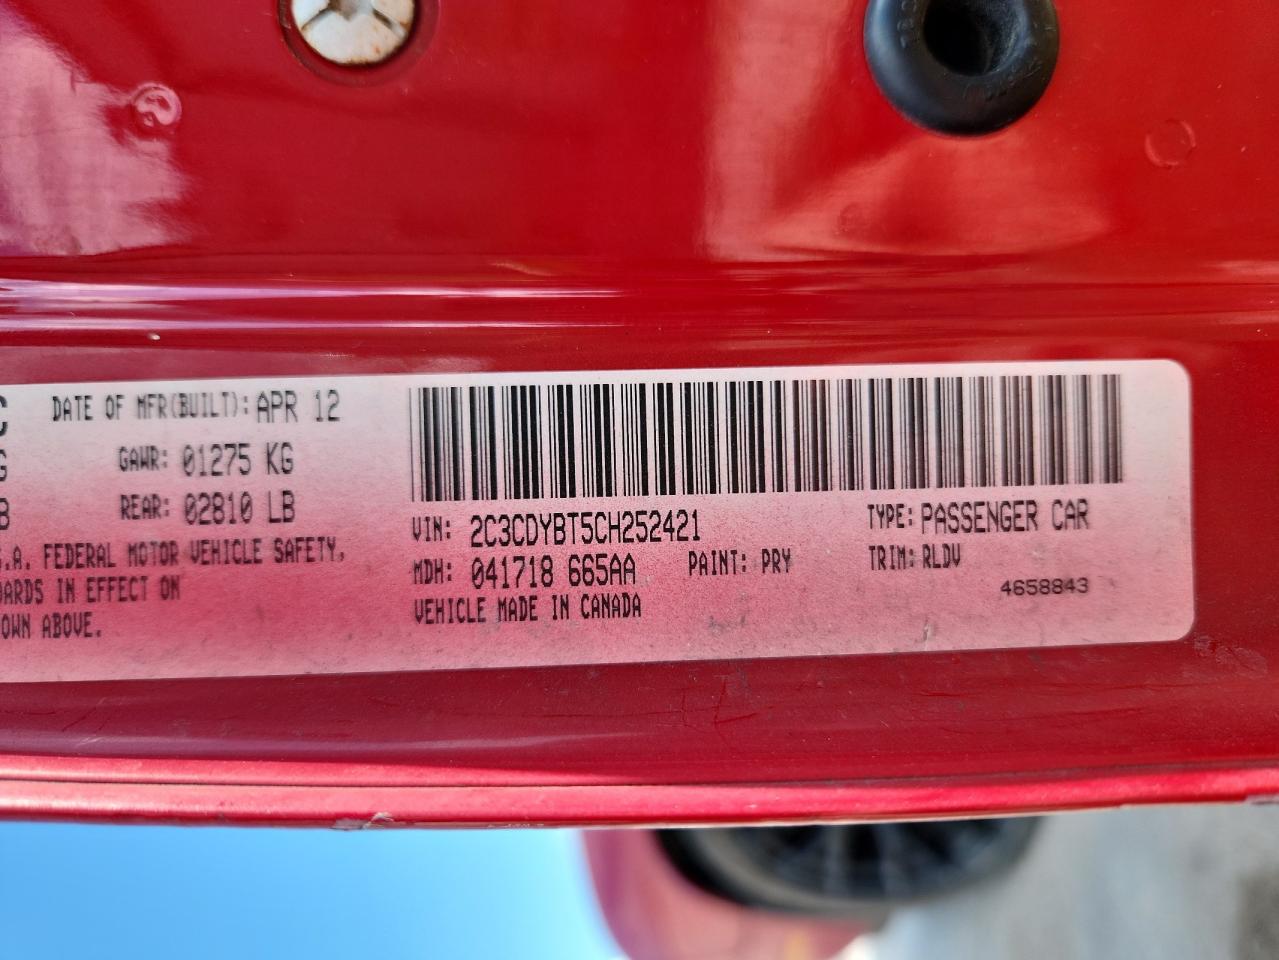 C DATE OF MFR(BUILT): APR 12
G GAWR: 01275 KG
B REAR: 02810 LB
.A. FEDERAL MOTOR VEHICLE SAFETY,
DARDS IN EFFECT ON
OWN ABOVE.
VIN: 2C3CDYBT5CH252421 TYPE: PASSENGER CAR
MDH: 041718 665AA PAINT: PRY TRIM: RLDV
VEHICLE MADE IN CANADA 4658843